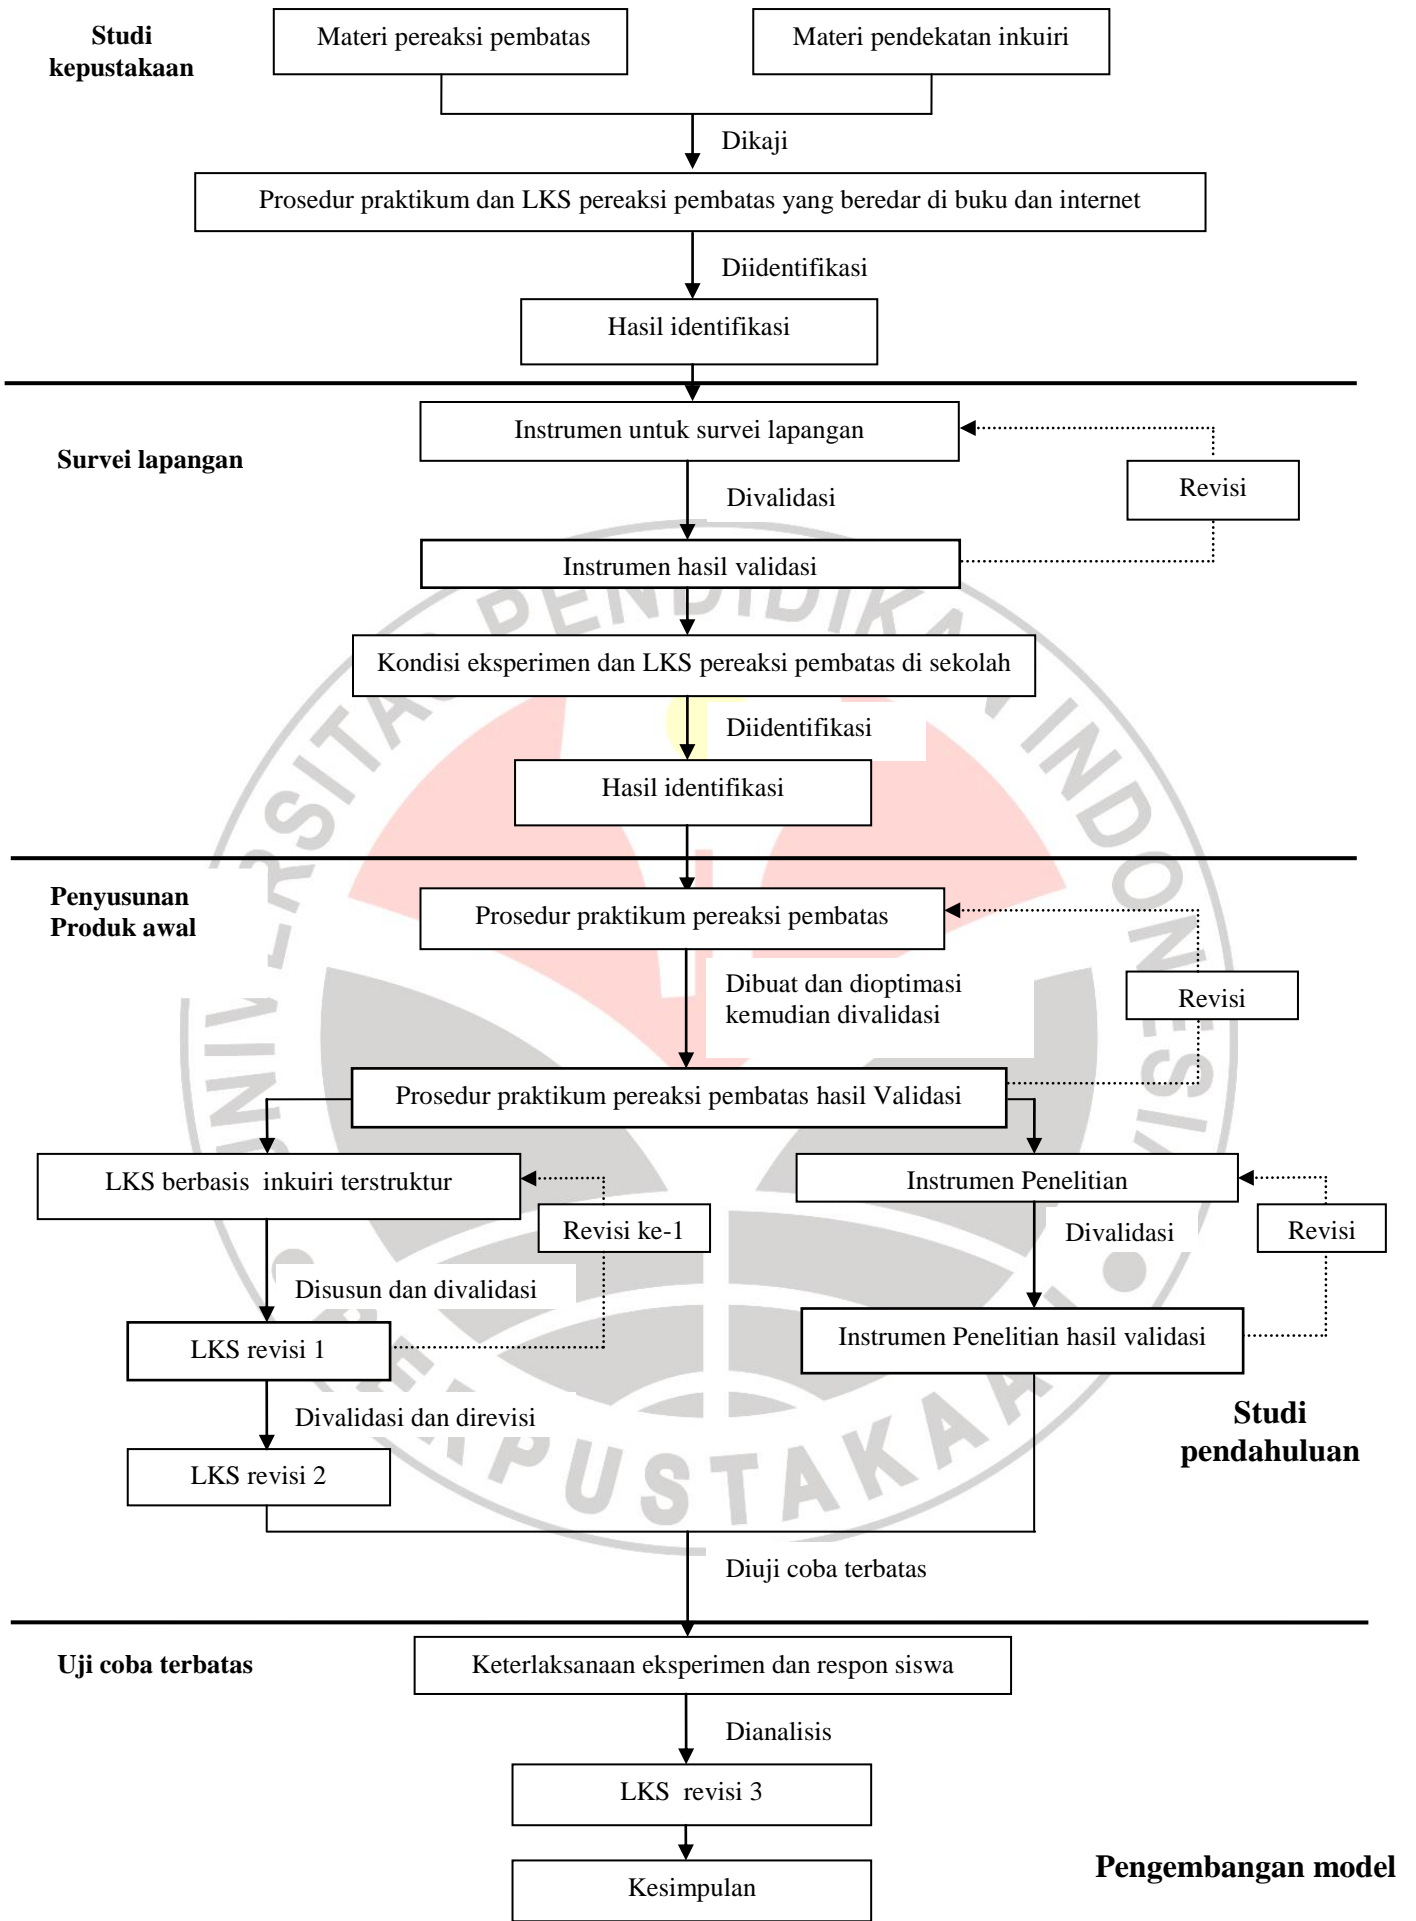 Studi
kepustakaan
Materi pereaksi pembatas
Materi pendekatan inkuiri
Dikaji
Prosedur praktikum dan LKS pereaksi pembatas yang beredar di buku dan internet
Diidentifikasi
Hasil identifikasi
Survei lapangan
Instrumen untuk survei lapangan
Revisi
Divalidasi
Instrumen hasil validasi
Kondisi eksperimen dan LKS pereaksi pembatas di sekolah
Diidentifikasi
Hasil identifikasi
Penyusunan
Produk awal
Prosedur praktikum pereaksi pembatas
Dibuat dan dioptimasi
kemudian divalidasi
Revisi
Prosedur praktikum pereaksi pembatas hasil Validasi
LKS berbasis  inkuiri terstruktur
Instrumen Penelitian
Revisi ke-1
Divalidasi
Revisi
Disusun dan divalidasi
LKS revisi 1
Instrumen Penelitian hasil validasi
Divalidasi dan direvisi
Studi
pendahuluan
LKS revisi 2
Diuji coba terbatas
Uji coba terbatas
Keterlaksanaan eksperimen dan respon siswa
Dianalisis
LKS  revisi 3
Pengembangan model
Kesimpulan
UNIVERSITAS PENDIDIKAN INDONESIA
PERPUSTAKAAN